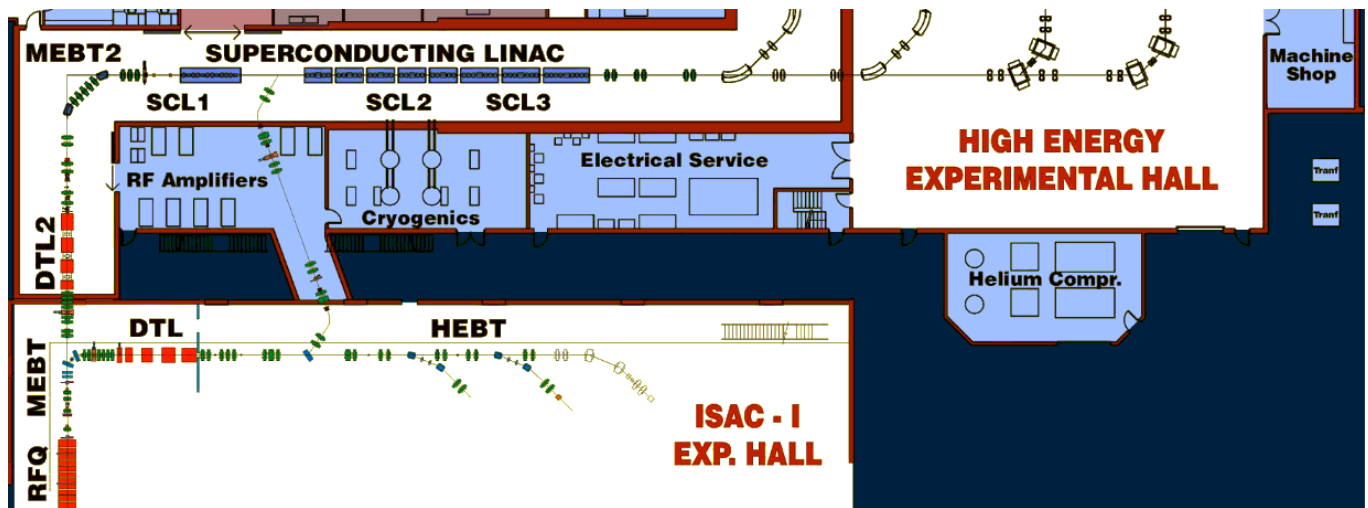 MEBT2
SUPERCONDUCTING LINAC
Machine
Shop
SCL1
SCL2
SCL3
HIGH ENERGY
EXPERIMENTAL HALL
Electrical Service
RF Amplifiers
Cryogenics
Tranf
Tranf
DTL2
Helium Compr.
DTL
HEBT
MEBT
ISAC - I
EXP. HALL
RFQ